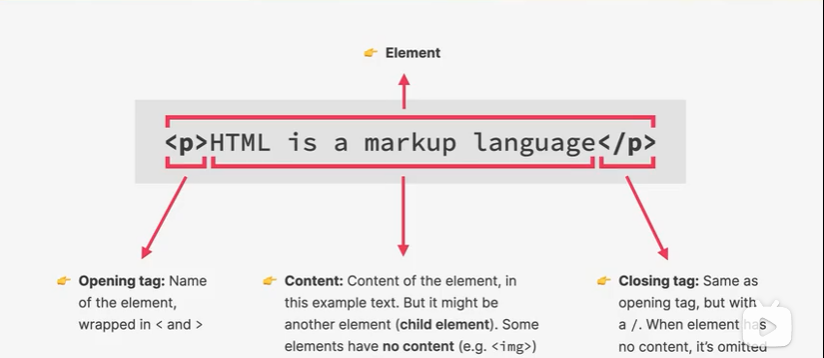 👉 Element
<p>HTML is a markup language</p>
👉 Opening tag: Name
of the element,
wrapped in < and >
👉 Content: Content of the element, in
this example text. But it might be
another element (child element). Some
elements have no content (e.g. <img>)
👉 Closing tag: Same as
opening tag, but with
a /. When element has
no content, it's omitted